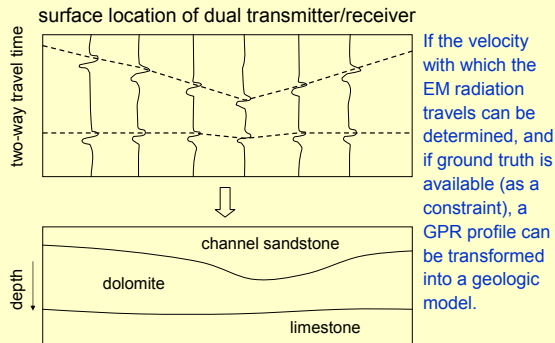 surface location of dual transmitter/receiver
two-way travel time
If the velocity
with which the
EM radiation
travels can be
determined, and
if ground truth is
available (as a
constraint), a
GPR profile can
be transformed
into a geologic
model.
depth
channel sandstone
dolomite
limestone